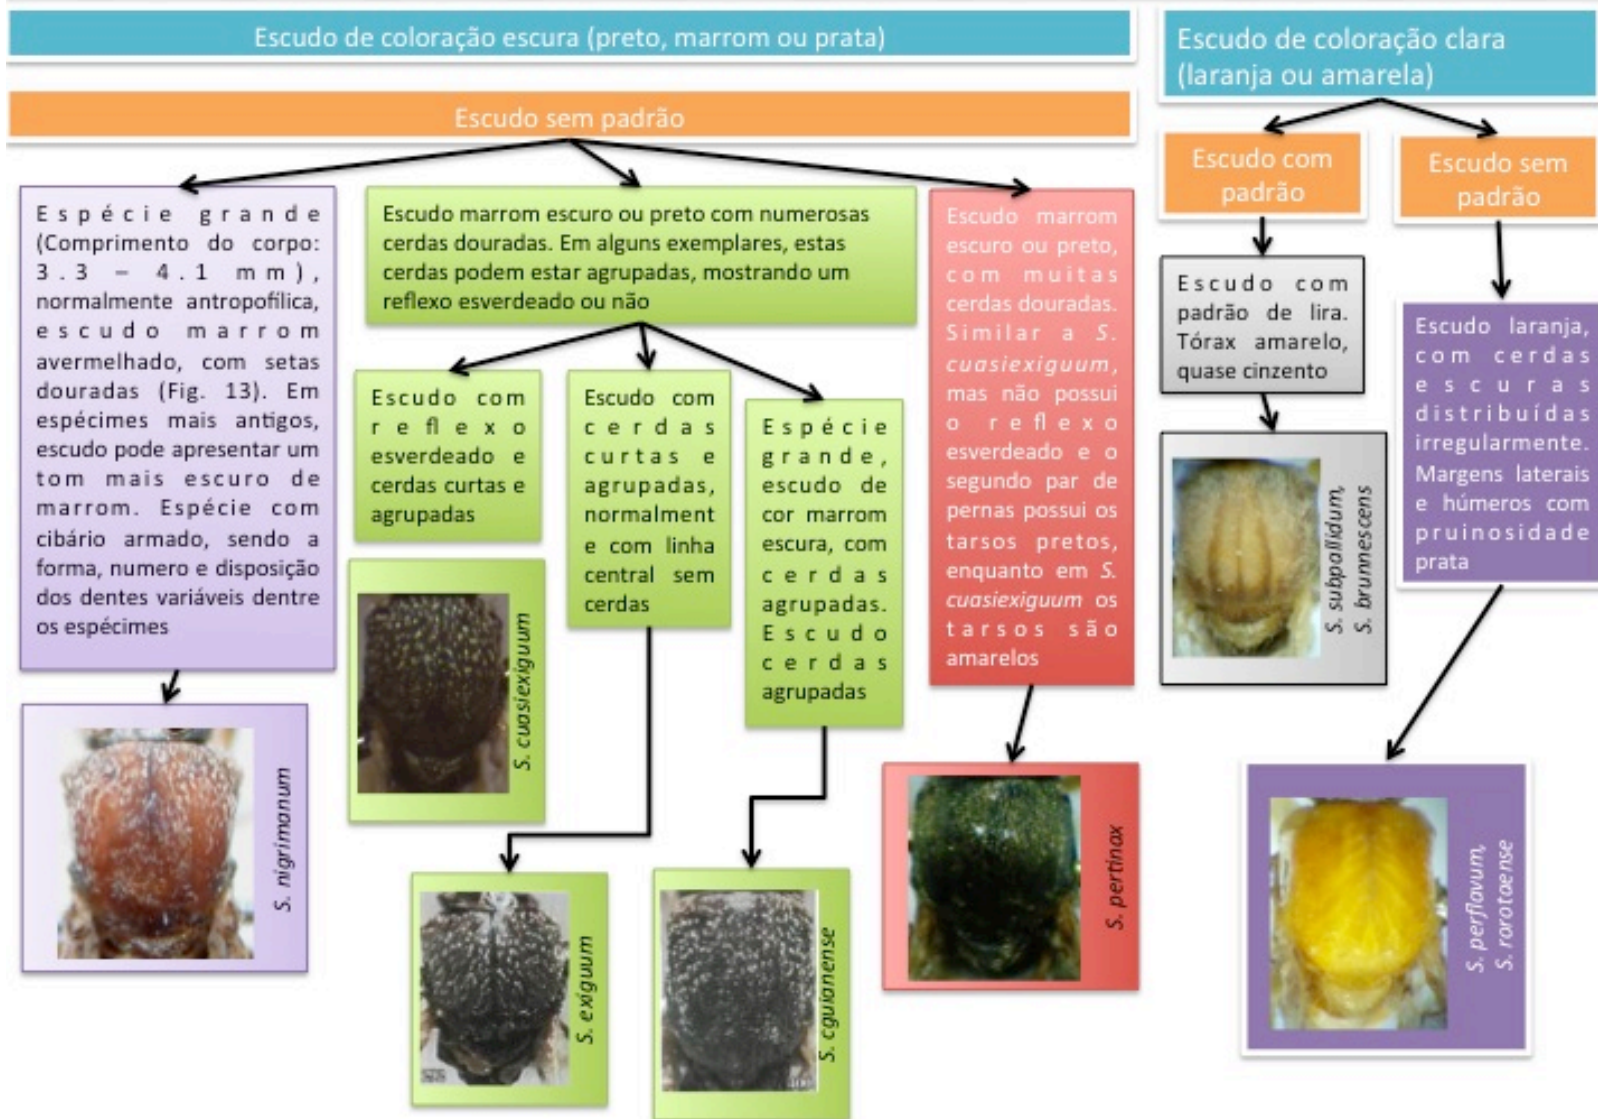 Escudo de coloração escura (preto, marrom ou prata)
Escudo de coloração clara
(laranja ou amarela)
Escudo sem padrão
Escudo com
padrão
Escudo sem
padrão
Espécie grande
(Comprimento do corpo:
3.3 – 4.1 mm),
normalmente antropofílica,
escudo marrom
avermelhado, com setas
douradas (Fig. 13). Em
espécimes mais antigos,
escudo pode apresentar um
tom mais escuro de
marrom. Espécie com
cibário armado, sendo a
forma, numero e disposição
dos dentes variáveis dentre
os espécimes
S. nigrimanum
Escudo marrom escuro ou preto com numerosas
cerdas douradas. Em alguns exemplares, estas
cerdas podem estar agrupadas, mostrando um
reflexo esverdeado ou não
Escudo com
reflexo
esverdeado e
cerdas curtas e
agrupadas
S. cuasiexiguum
Escudo com
cerdas
curtas e
agrupadas,
normalment
e com linha
central sem
cerdas
S. exiguum
Espécie
grande,
escudo de
cor marrom
escura, com
cerdas
agrupadas.
Escudo
cerdas
agrupadas
S. cguianense
Escudo marrom
escuro ou preto,
com muitas
cerdas douradas.
Similar a S.
cuasiexiguum,
mas não possui
o reflexo
esverdeado e o
segundo par de
pernas possui os
tarsos pretos,
enquanto em S.
cuasiexiguum os
tarsos são
amarelos
S. pertinax
Escudo com
padrão de lira.
Tórax amarelo,
quase cinzento
S. subpallidum,
S. brunnescens
Escudo laranja,
com cerdas
escuras
distribuídas
irregularmente.
Margens laterais
e húmeros com
pruinosidade
prata
S. perflavum,
S. rorotaense